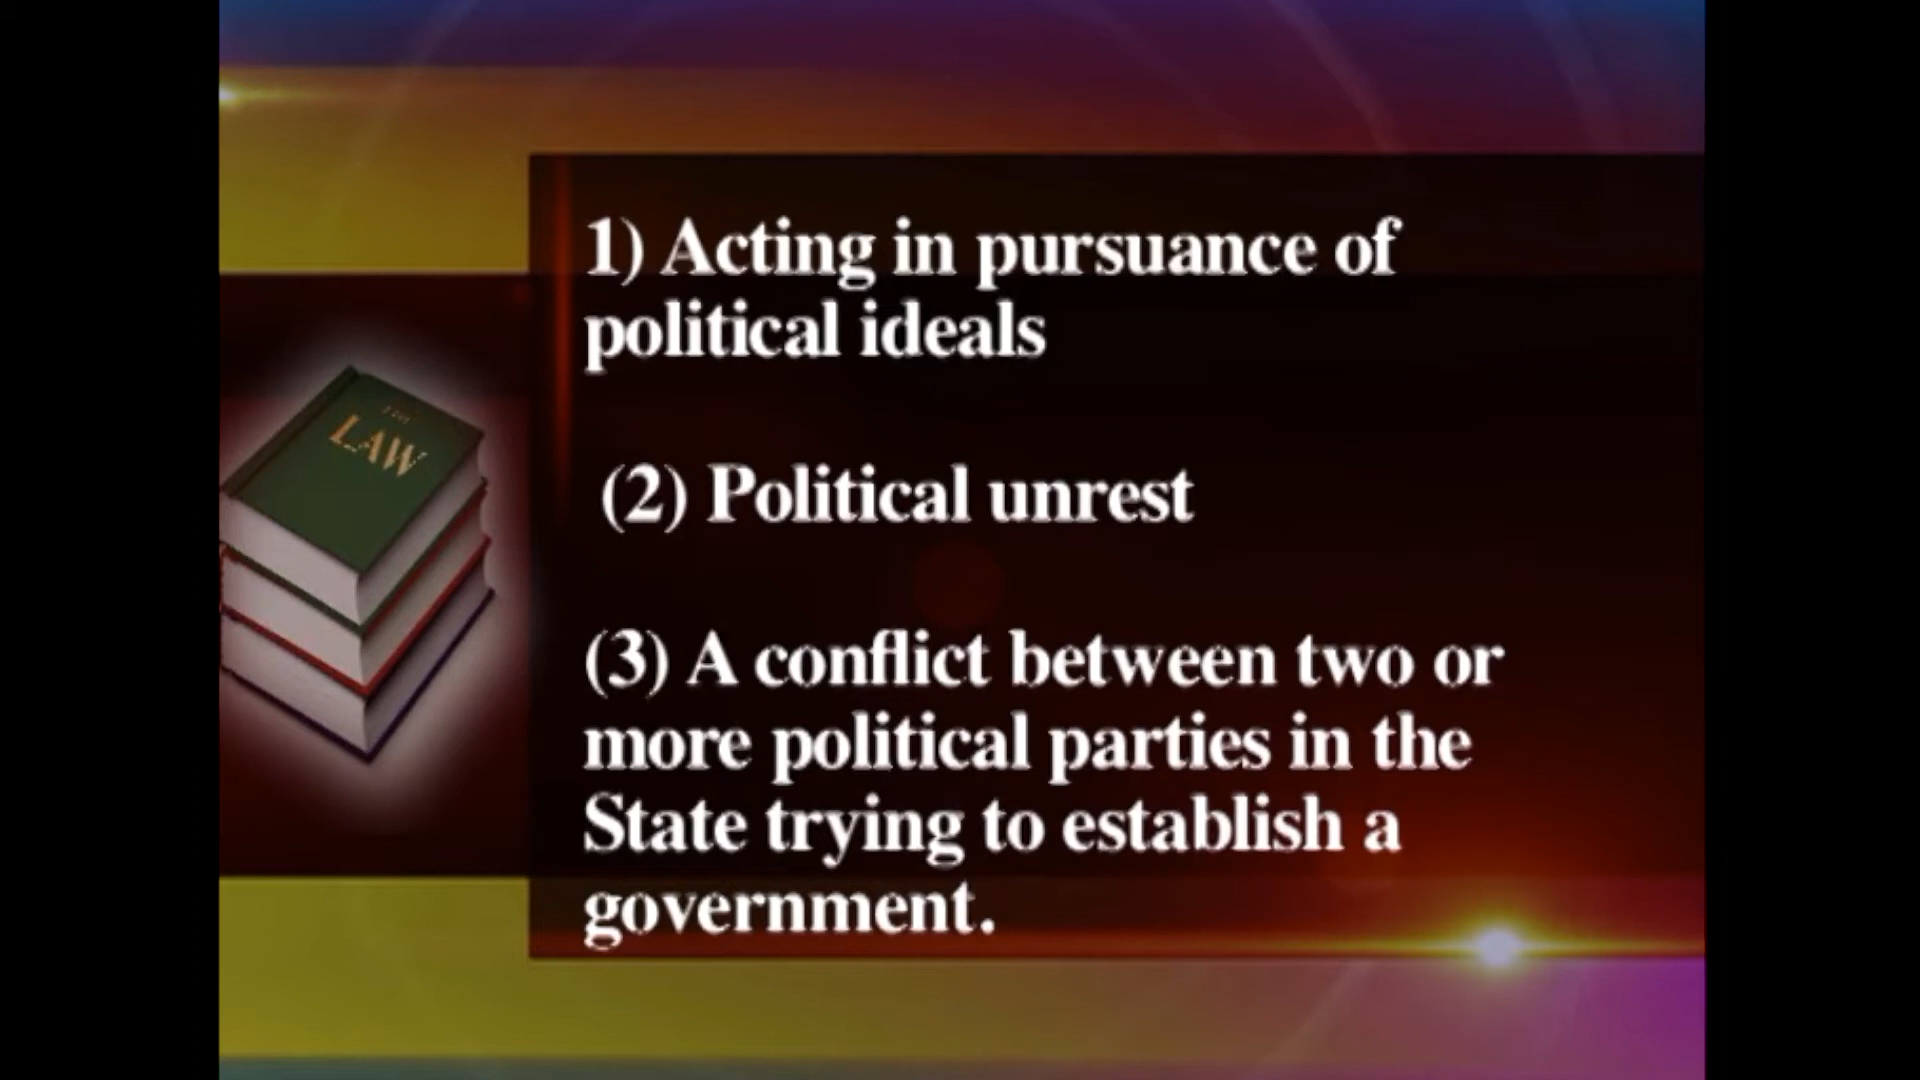 LAW
1) Acting in pursuance of
political ideals
(2) Political unrest
(3) A conflict between two or
more political parties in the
State trying to establish a
government.